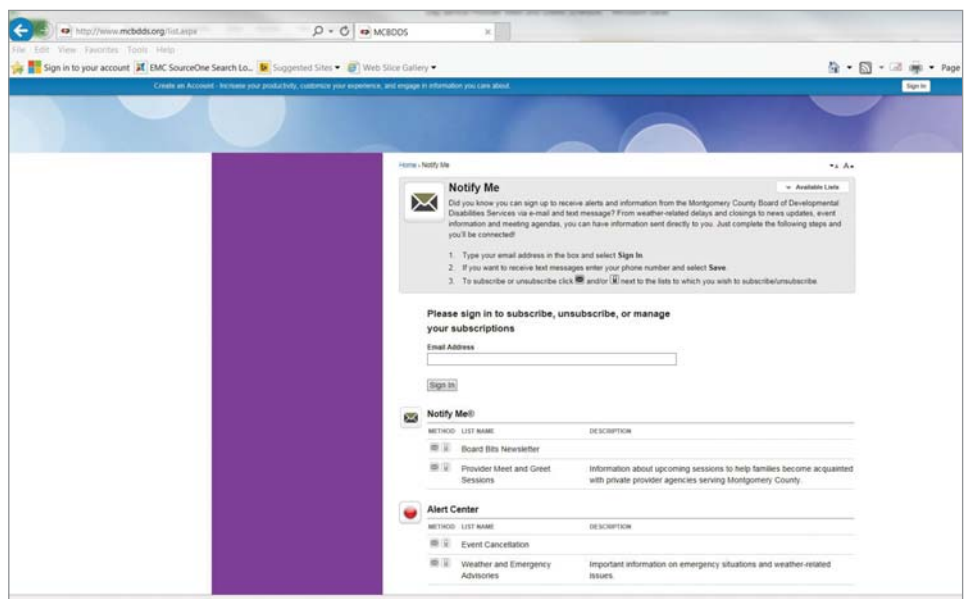 http://www.mcbdds.org/list.aspx
MCBDDS
File Edit View Favorites Tools Help
Sign in to your account EMC SourceOne Search Lo... Suggested Sites Web Slice Gallery Page
Create an Account - Increase your productivity, customize your experience, and engage in information you care about. Sign In
Home › Notify Me
Notify Me Available Lists
Did you know you can sign up to receive alerts and information from the Montgomery County Board of Developmental
Disabilities Services via e-mail and text message? From weather-related delays and closings to news updates, event
information and meeting agendas, you can have information sent directly to you. Just complete the following steps and
you'll be connected!
1. Type your email address in the box and select Sign In.
2. If you want to receive text messages enter your phone number and select Save.
3. To subscribe or unsubscribe click and/or next to the lists to which you wish to subscribe/unsubscribe.
Please sign in to subscribe, unsubscribe, or manage
your subscriptions
Email Address
Sign In
Notify Me®
METHOD LIST NAME DESCRIPTION
Board Bits Newsletter
Provider Meet and Greet Information about upcoming sessions to help families become acquainted
Sessions with private provider agencies serving Montgomery County.
Alert Center
METHOD LIST NAME DESCRIPTION
Event Cancellation
Weather and Emergency Important information on emergency situations and weather-related
Advisories issues.